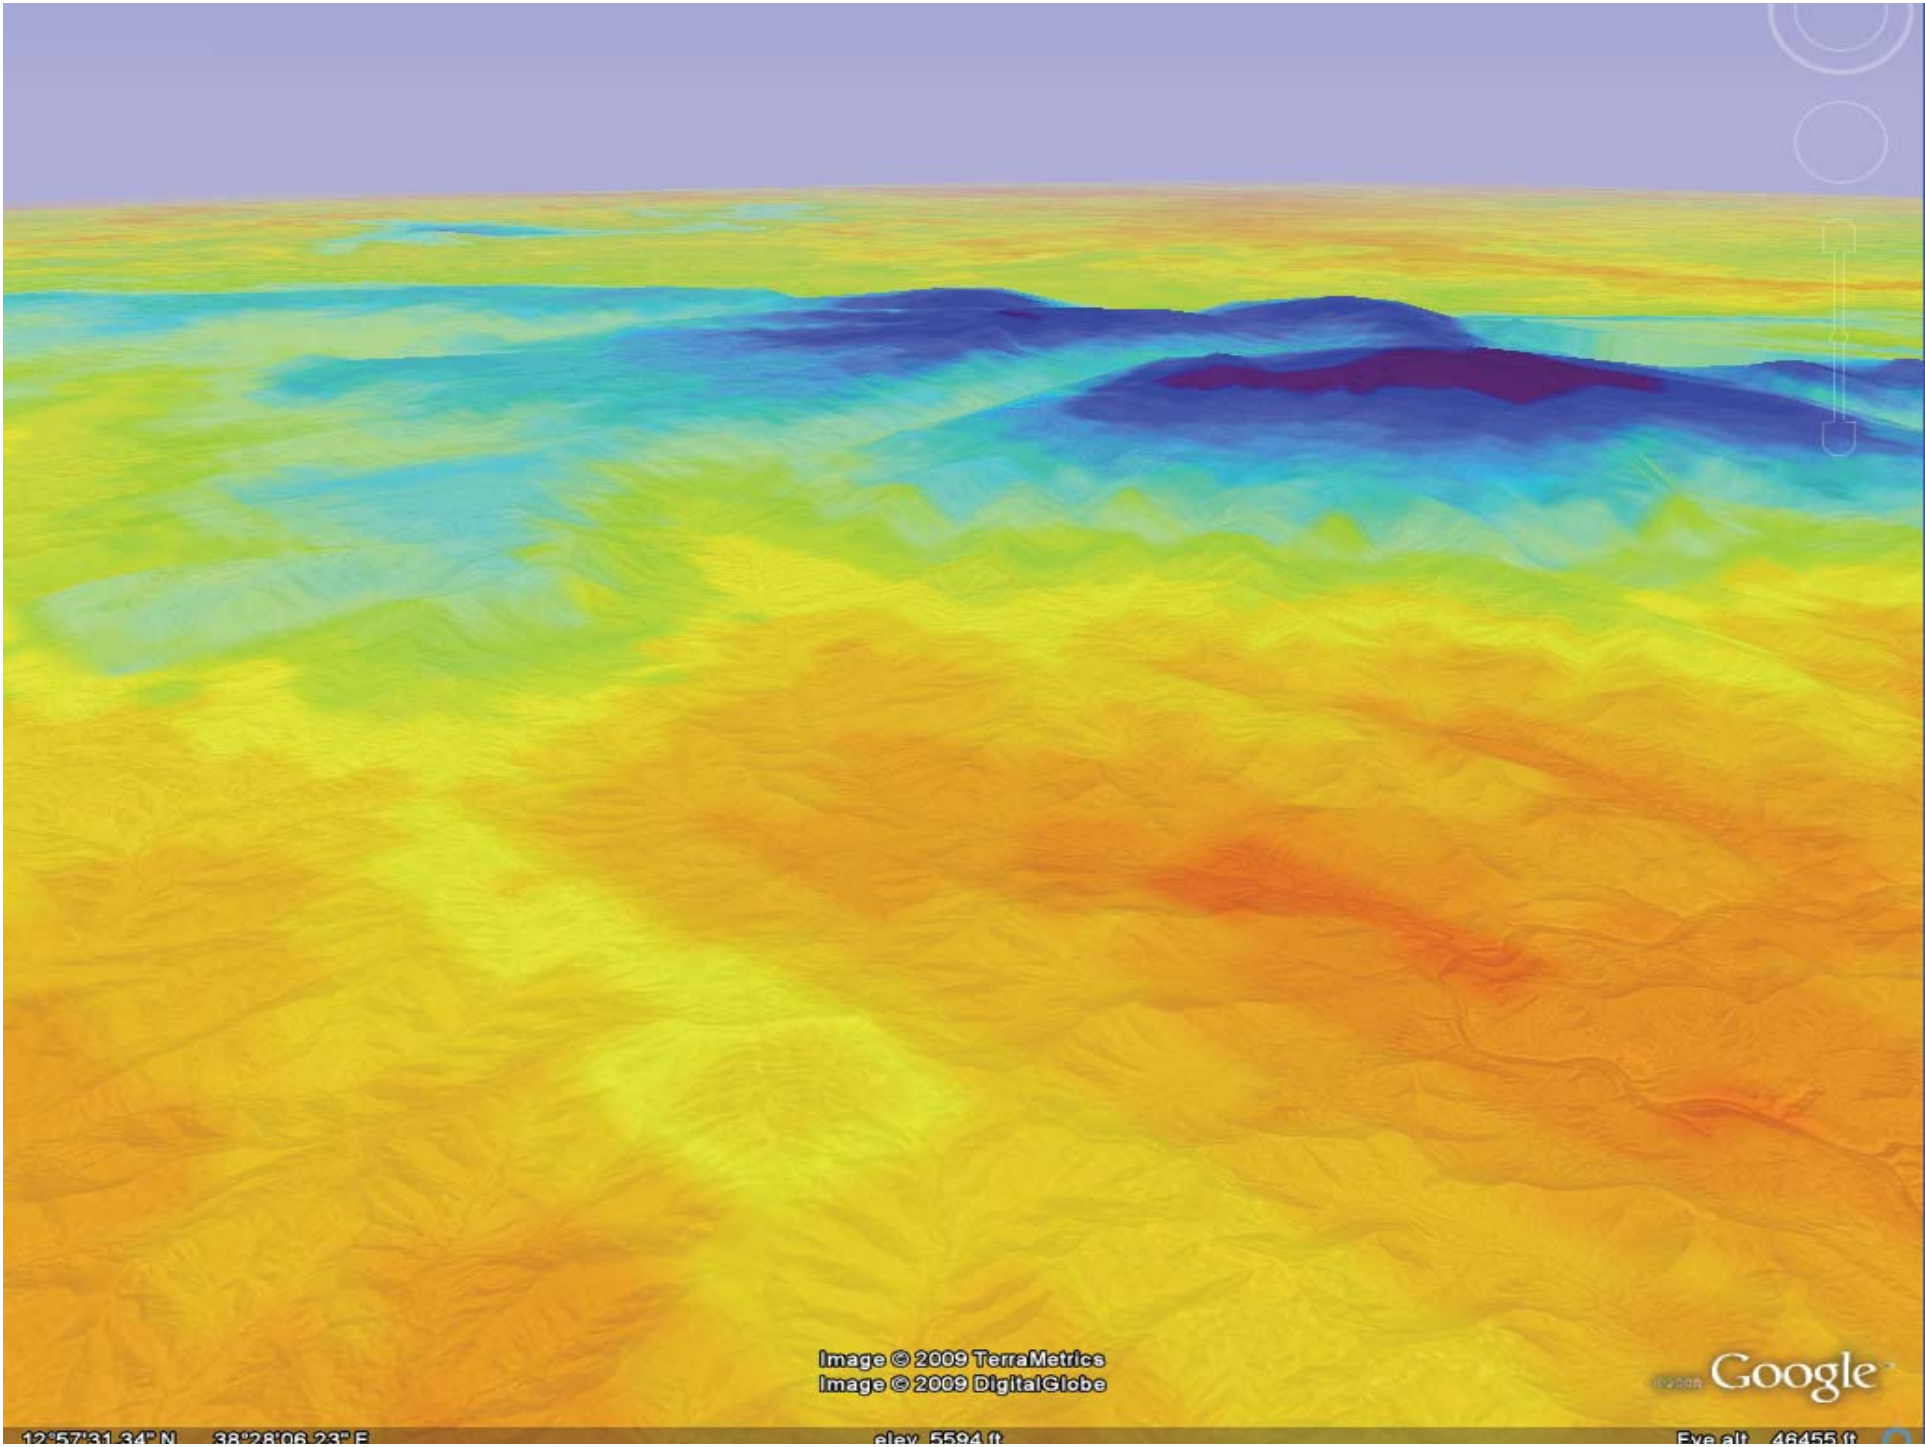 Image © 2009 TerraMetrics
Image © 2009 DigitalGlobe
Google
12°57'31.34" N 38°28'06.23" E elev 5594 ft Eye alt 46455 ft